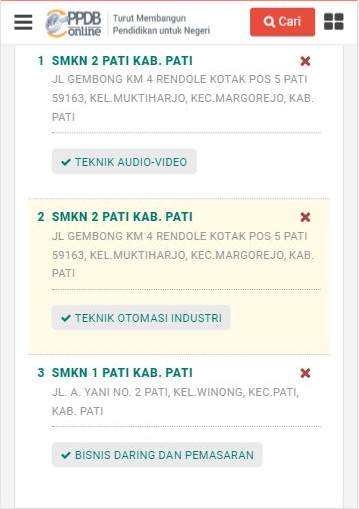 PPDB online
Turut Membangun
Pendidikan untuk Negeri
Cari
1 SMKN 2 PATI KAB. PATI
JL GEMBONG KM 4 RENDOLE KOTAK POS 5 PATI
59163, KEL.MUKTIHARJO, KEC.MARGOREJO, KAB.
PATI
TEKNIK AUDIO-VIDEO
2 SMKN 2 PATI KAB. PATI
JL GEMBONG KM 4 RENDOLE KOTAK POS 5 PATI
59163, KEL.MUKTIHARJO, KEC.MARGOREJO, KAB.
PATI
TEKNIK OTOMASI INDUSTRI
3 SMKN 1 PATI KAB. PATI
JL. A. YANI NO. 2 PATI, KEL.WINONG, KEC.PATI,
KAB. PATI
BISNIS DARING DAN PEMASARAN